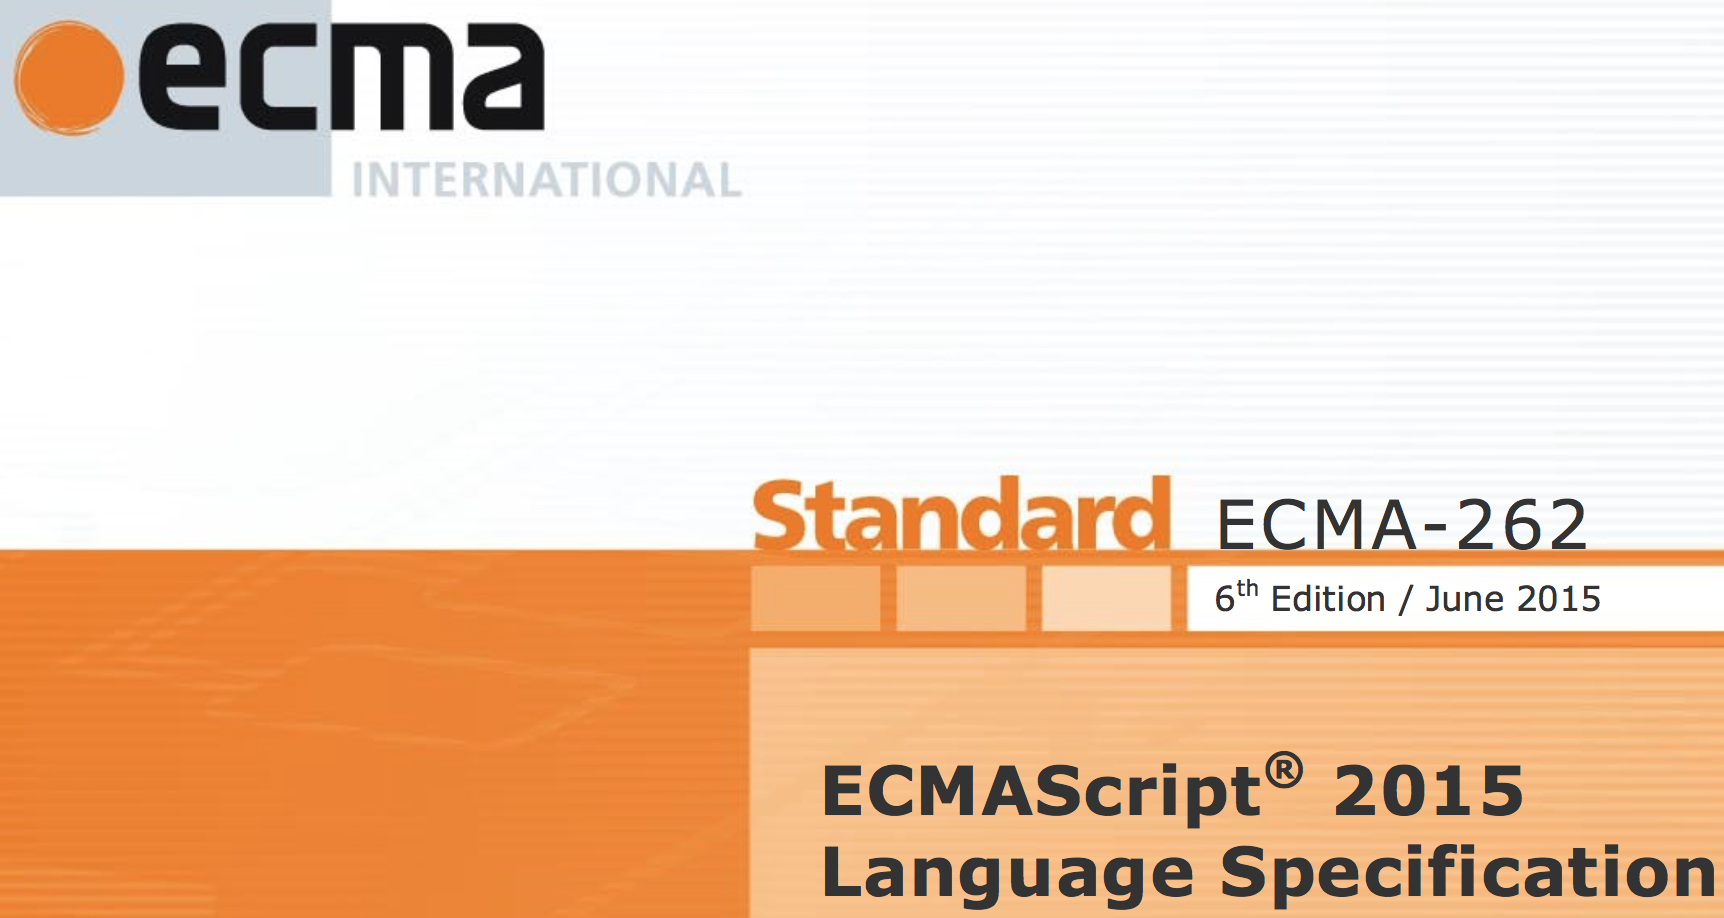 ecma
INTERNATIONAL
Standard ECMA-262
6th Edition / June 2015
ECMAScript® 2015
Language Specification